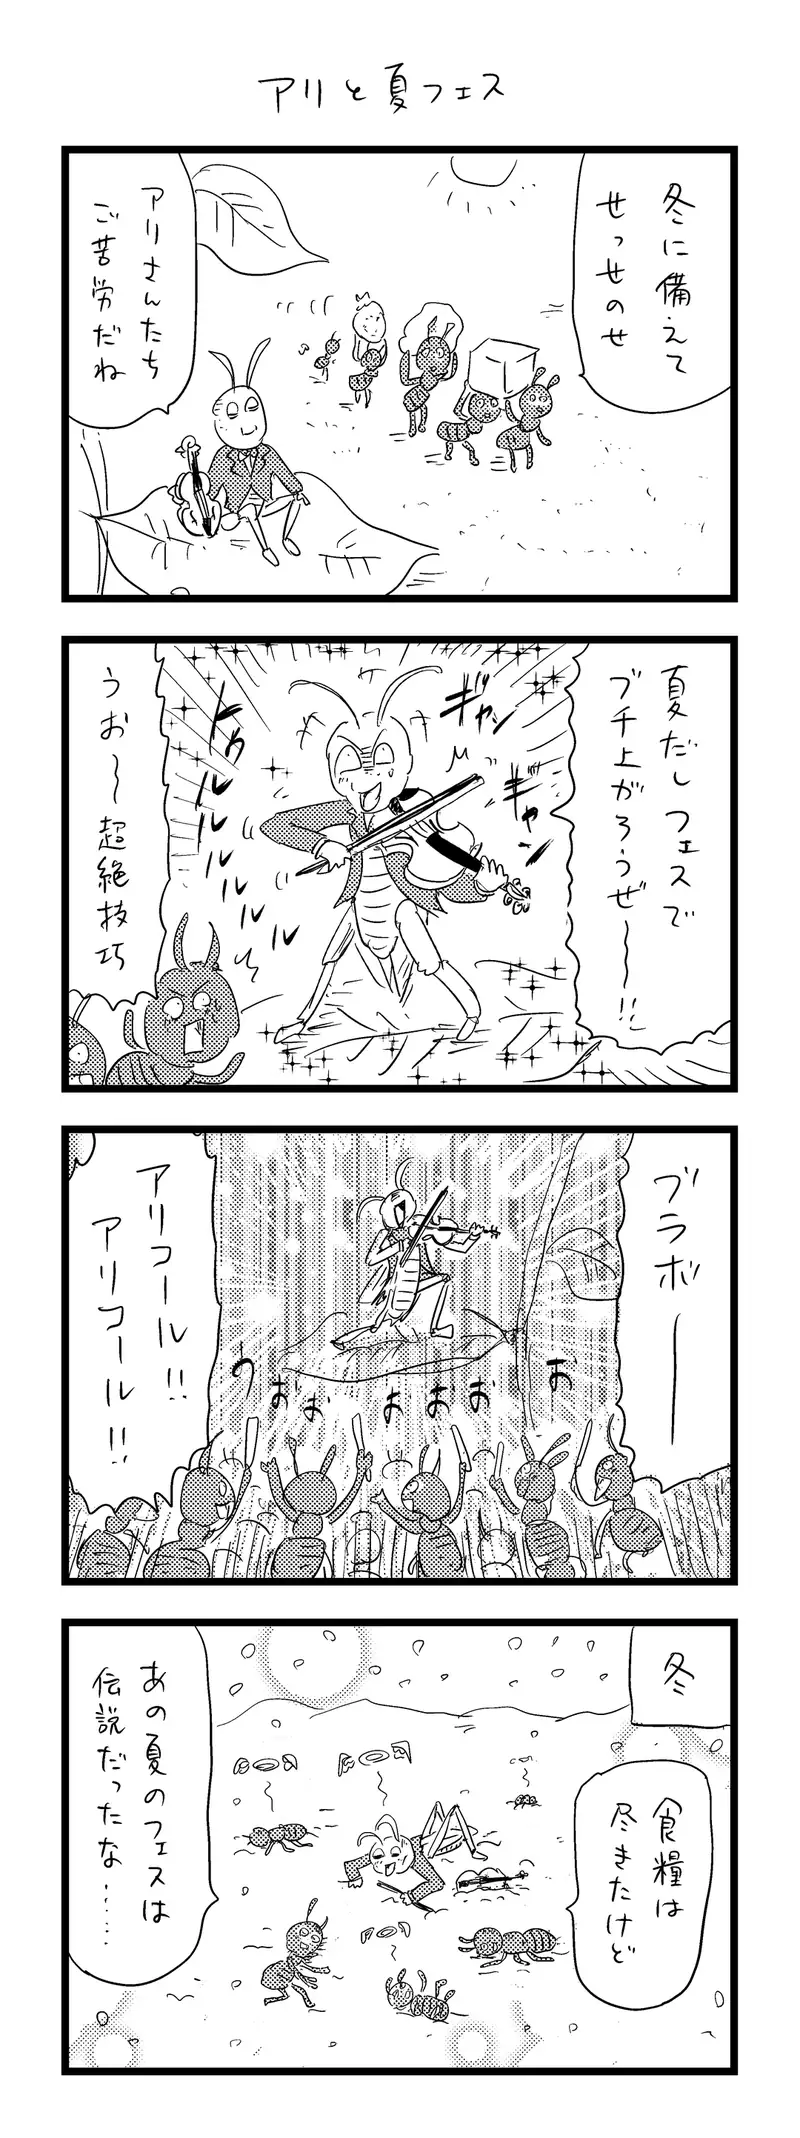 アリと夏フェス
冬に備えて
せっせのせ
アリさんたち
ご苦労だね
夏だしフェスで
ブチ上がろうぜ〜〜!!
ギャン
ギャン
トゥルルルルルル
うお〜〜超絶技巧
ブラボー
うおおおおおお
アリコール!!
アリコール!!
冬
食糧は
尽きたけど
あの夏のフェスは
伝説だったな……